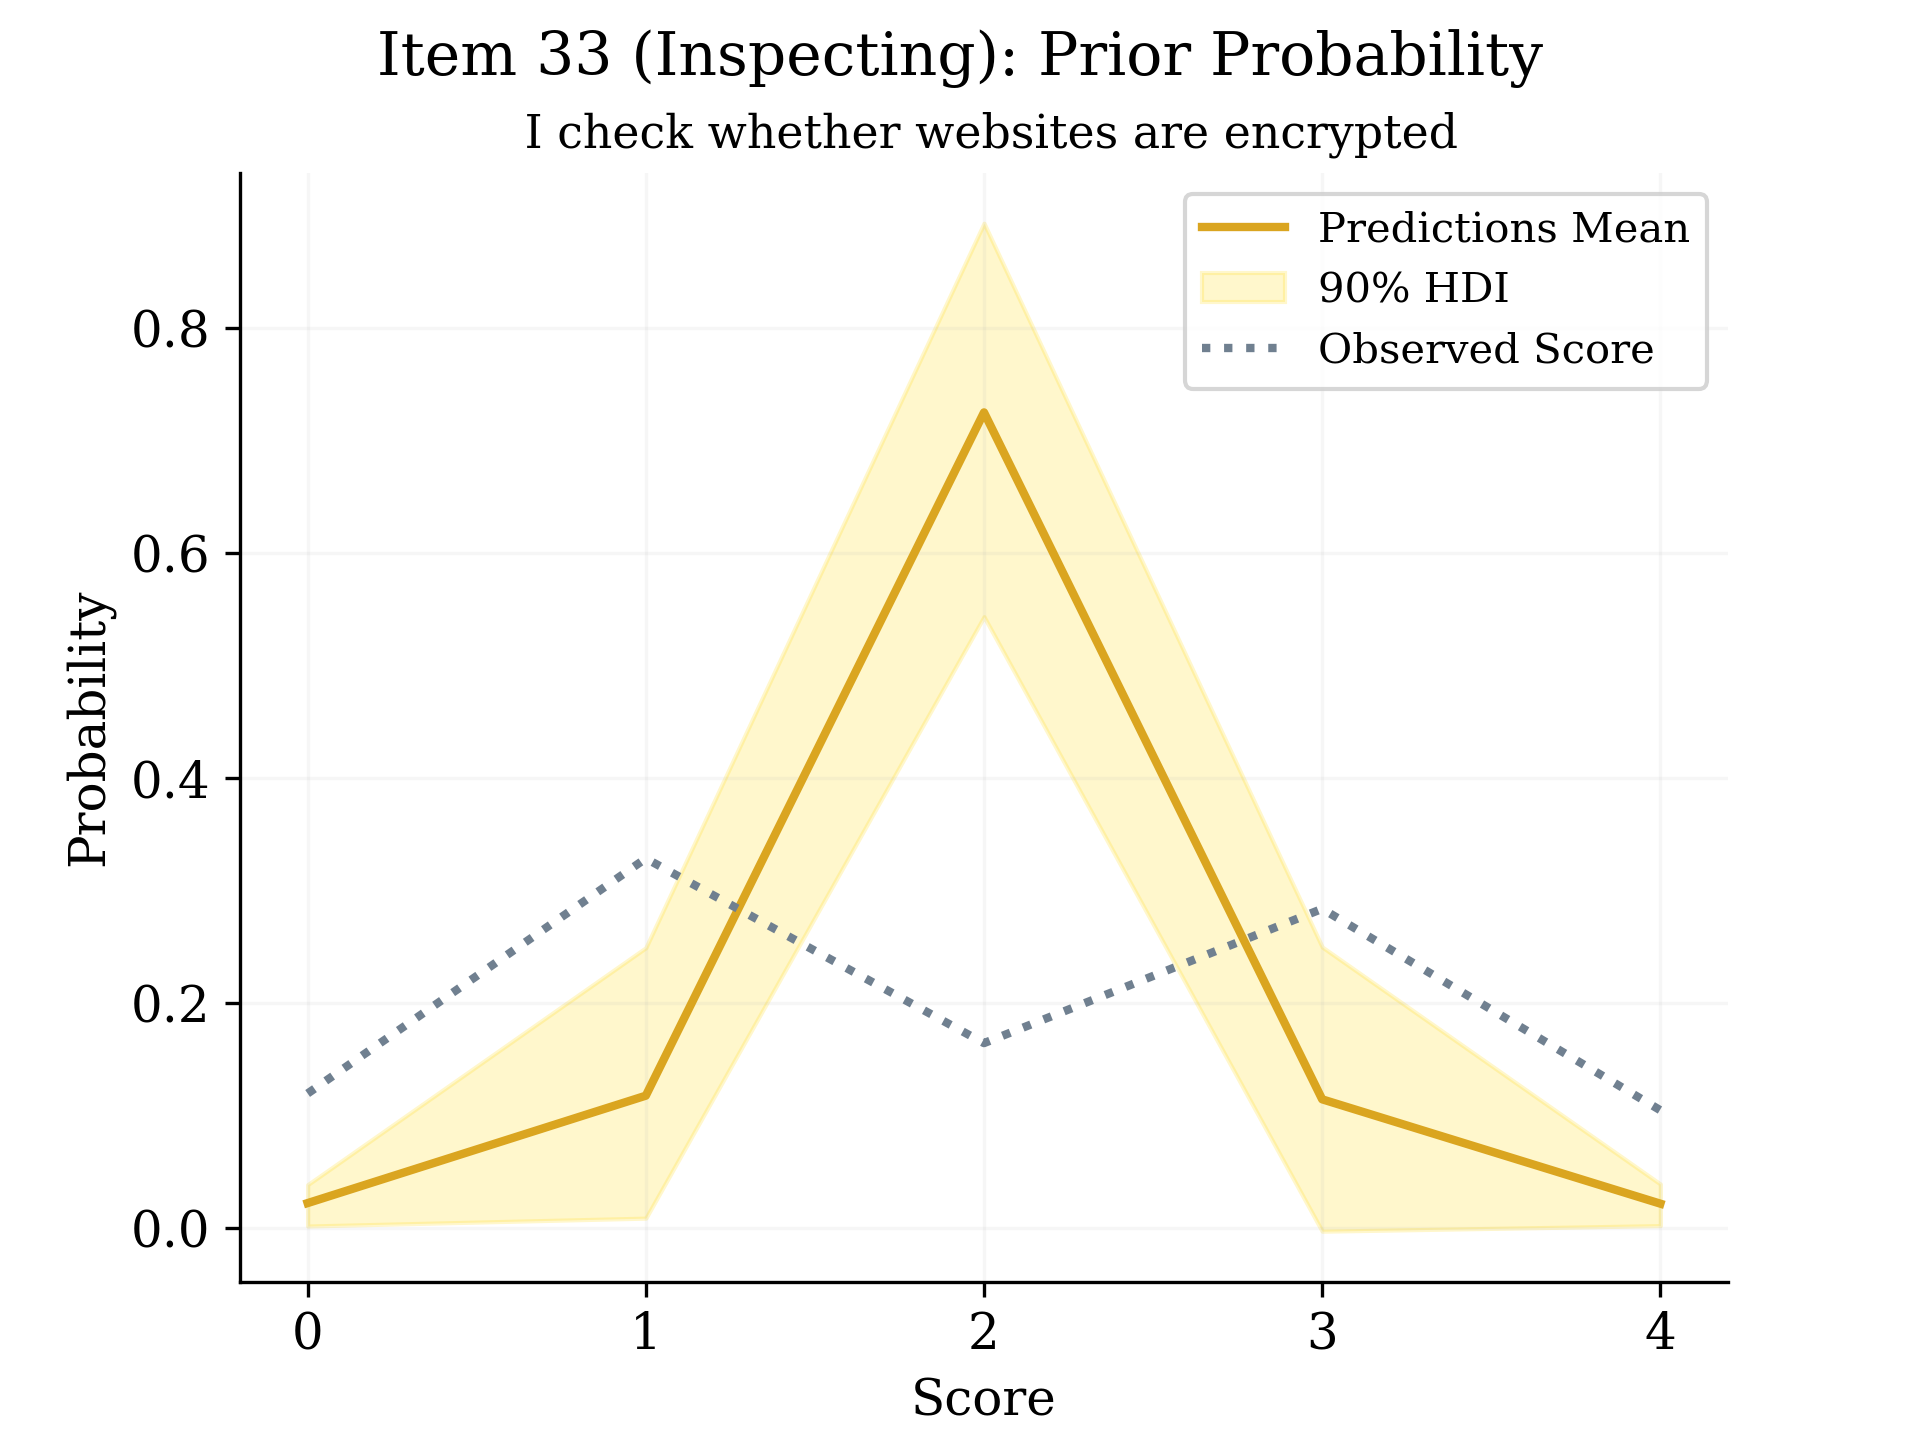 Item 33 (Inspecting): Prior Probability
I check whether websites are encrypted
Predictions Mean
90% HDI
Observed Score
Probability
0.8
0.6
0.4
0.2
0.0
0 1 2 3 4
Score